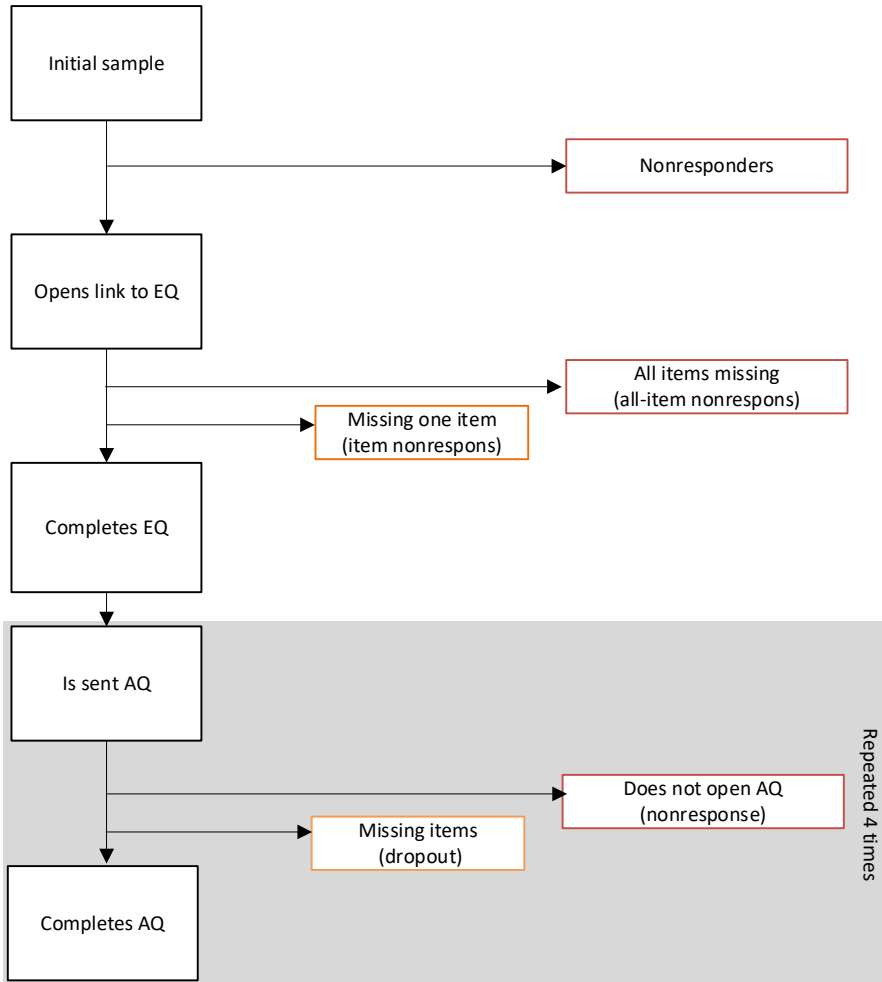 Initial sample
Nonresponders
Opens link to EQ
All items missing
(all-item nonrespons)
Missing one item
(item nonrespons)
Completes EQ
Is sent AQ
Repeated 4 times
Does not open AQ
(nonresponse)
Missing items
(dropout)
Completes AQ